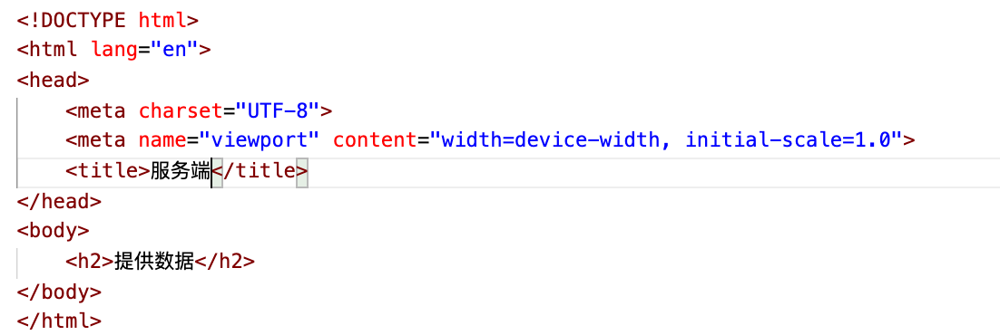 <!DOCTYPE html>
<html lang="en">
<head>
    <meta charset="UTF-8">
    <meta name="viewport" content="width=device-width, initial-scale=1.0">
    <title>服务端</title>
</head>
<body>
    <h2>提供数据</h2>
</body>
</html>